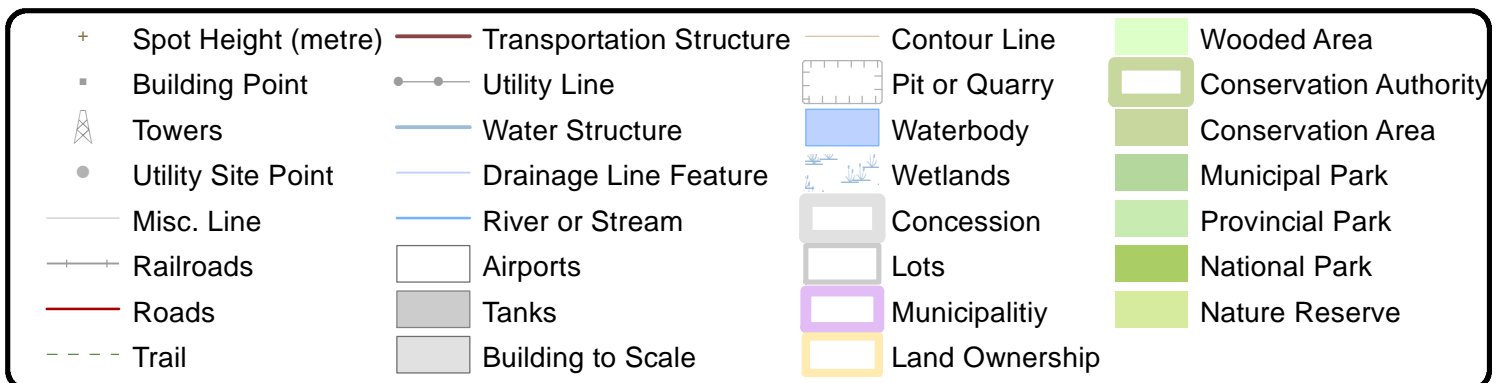 Spot Height (metre)
Building Point
Towers
Utility Site Point
Misc. Line
Railroads
Roads
Trail
Transportation Structure
Utility Line
Water Structure
Drainage Line Feature
River or Stream
Airports
Tanks
Building to Scale
Contour Line
Pit or Quarry
Waterbody
Wetlands
Concession
Lots
Municipalitiy
Land Ownership
Wooded Area
Conservation Authority
Conservation Area
Municipal Park
Provincial Park
National Park
Nature Reserve